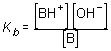 K_b = [BH⁺][OH⁻] / [B]